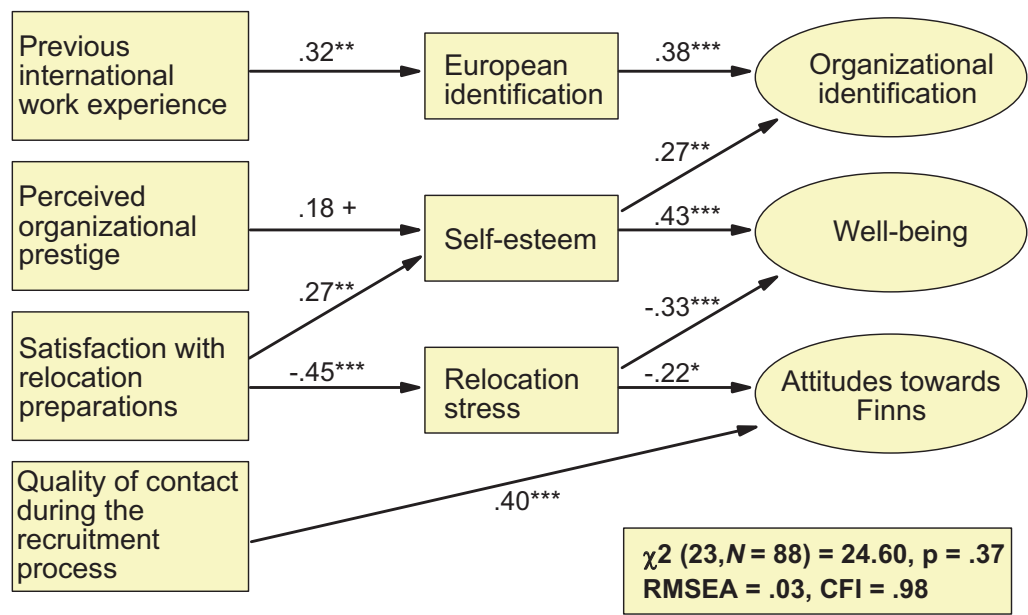 Previous
international
work experience
.32**
European
identification
.38***
Organizational
identification
.27**
Perceived
organizational
prestige
.18 +
Self-esteem
.43***
Well-being
.27**
-.33***
Satisfaction with
relocation
preparations
-.45***
Relocation
stress
-.22*
Attitudes towards
Finns
Quality of contact
during the
recruitment
process
.40***
χ2 (23,N = 88) = 24.60, p = .37
RMSEA = .03, CFI = .98